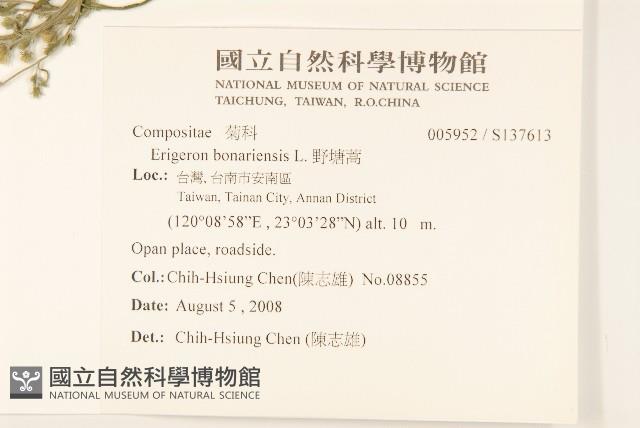 國立自然科學博物館
NATIONAL MUSEUM OF NATURAL SCIENCE
TAICHUNG, TAIWAN, R.O.CHINA
Compositae 菊科 005952 / S137613
Erigeron bonariensis L. 野塘蒿
Loc.: 台灣, 台南市安南區
Taiwan, Tainan City, Annan District
(120°08’58”E , 23°03’28”N) alt. 10 m.
Opan place, roadside.
Col.: Chih-Hsiung Chen(陳志雄) No.08855
Date: August 5 , 2008
Det.: Chih-Hsiung Chen (陳志雄)
國立自然科學博物館
NATIONAL MUSEUM OF NATURAL SCIENCE